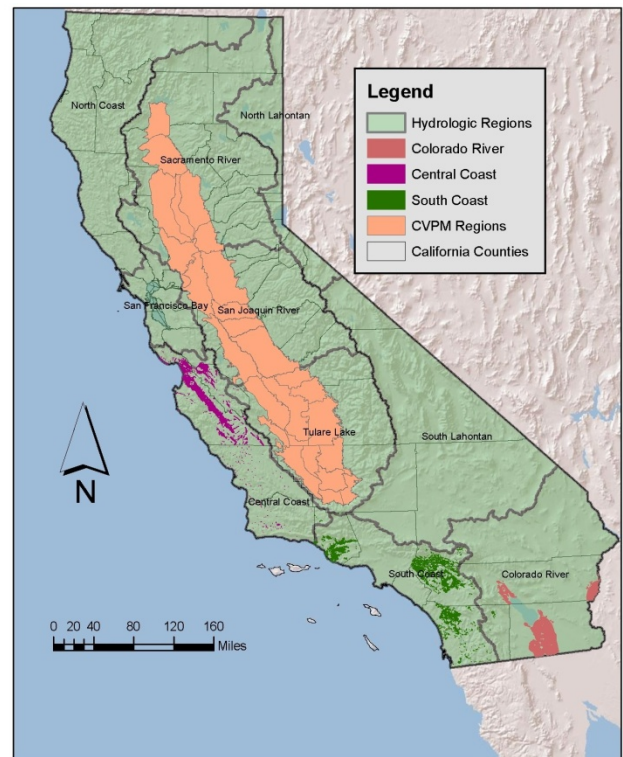 Legend
Hydrologic Regions
Colorado River
Central Coast
South Coast
CVPM Regions
California Counties
North Coast
North Lahontan
Sacramento River
San Francisco Bay
San Joaquin River
Tulare Lake
South Lahontan
Central Coast
South Coast
Colorado River
N
0 20 40 80 120 160
Miles